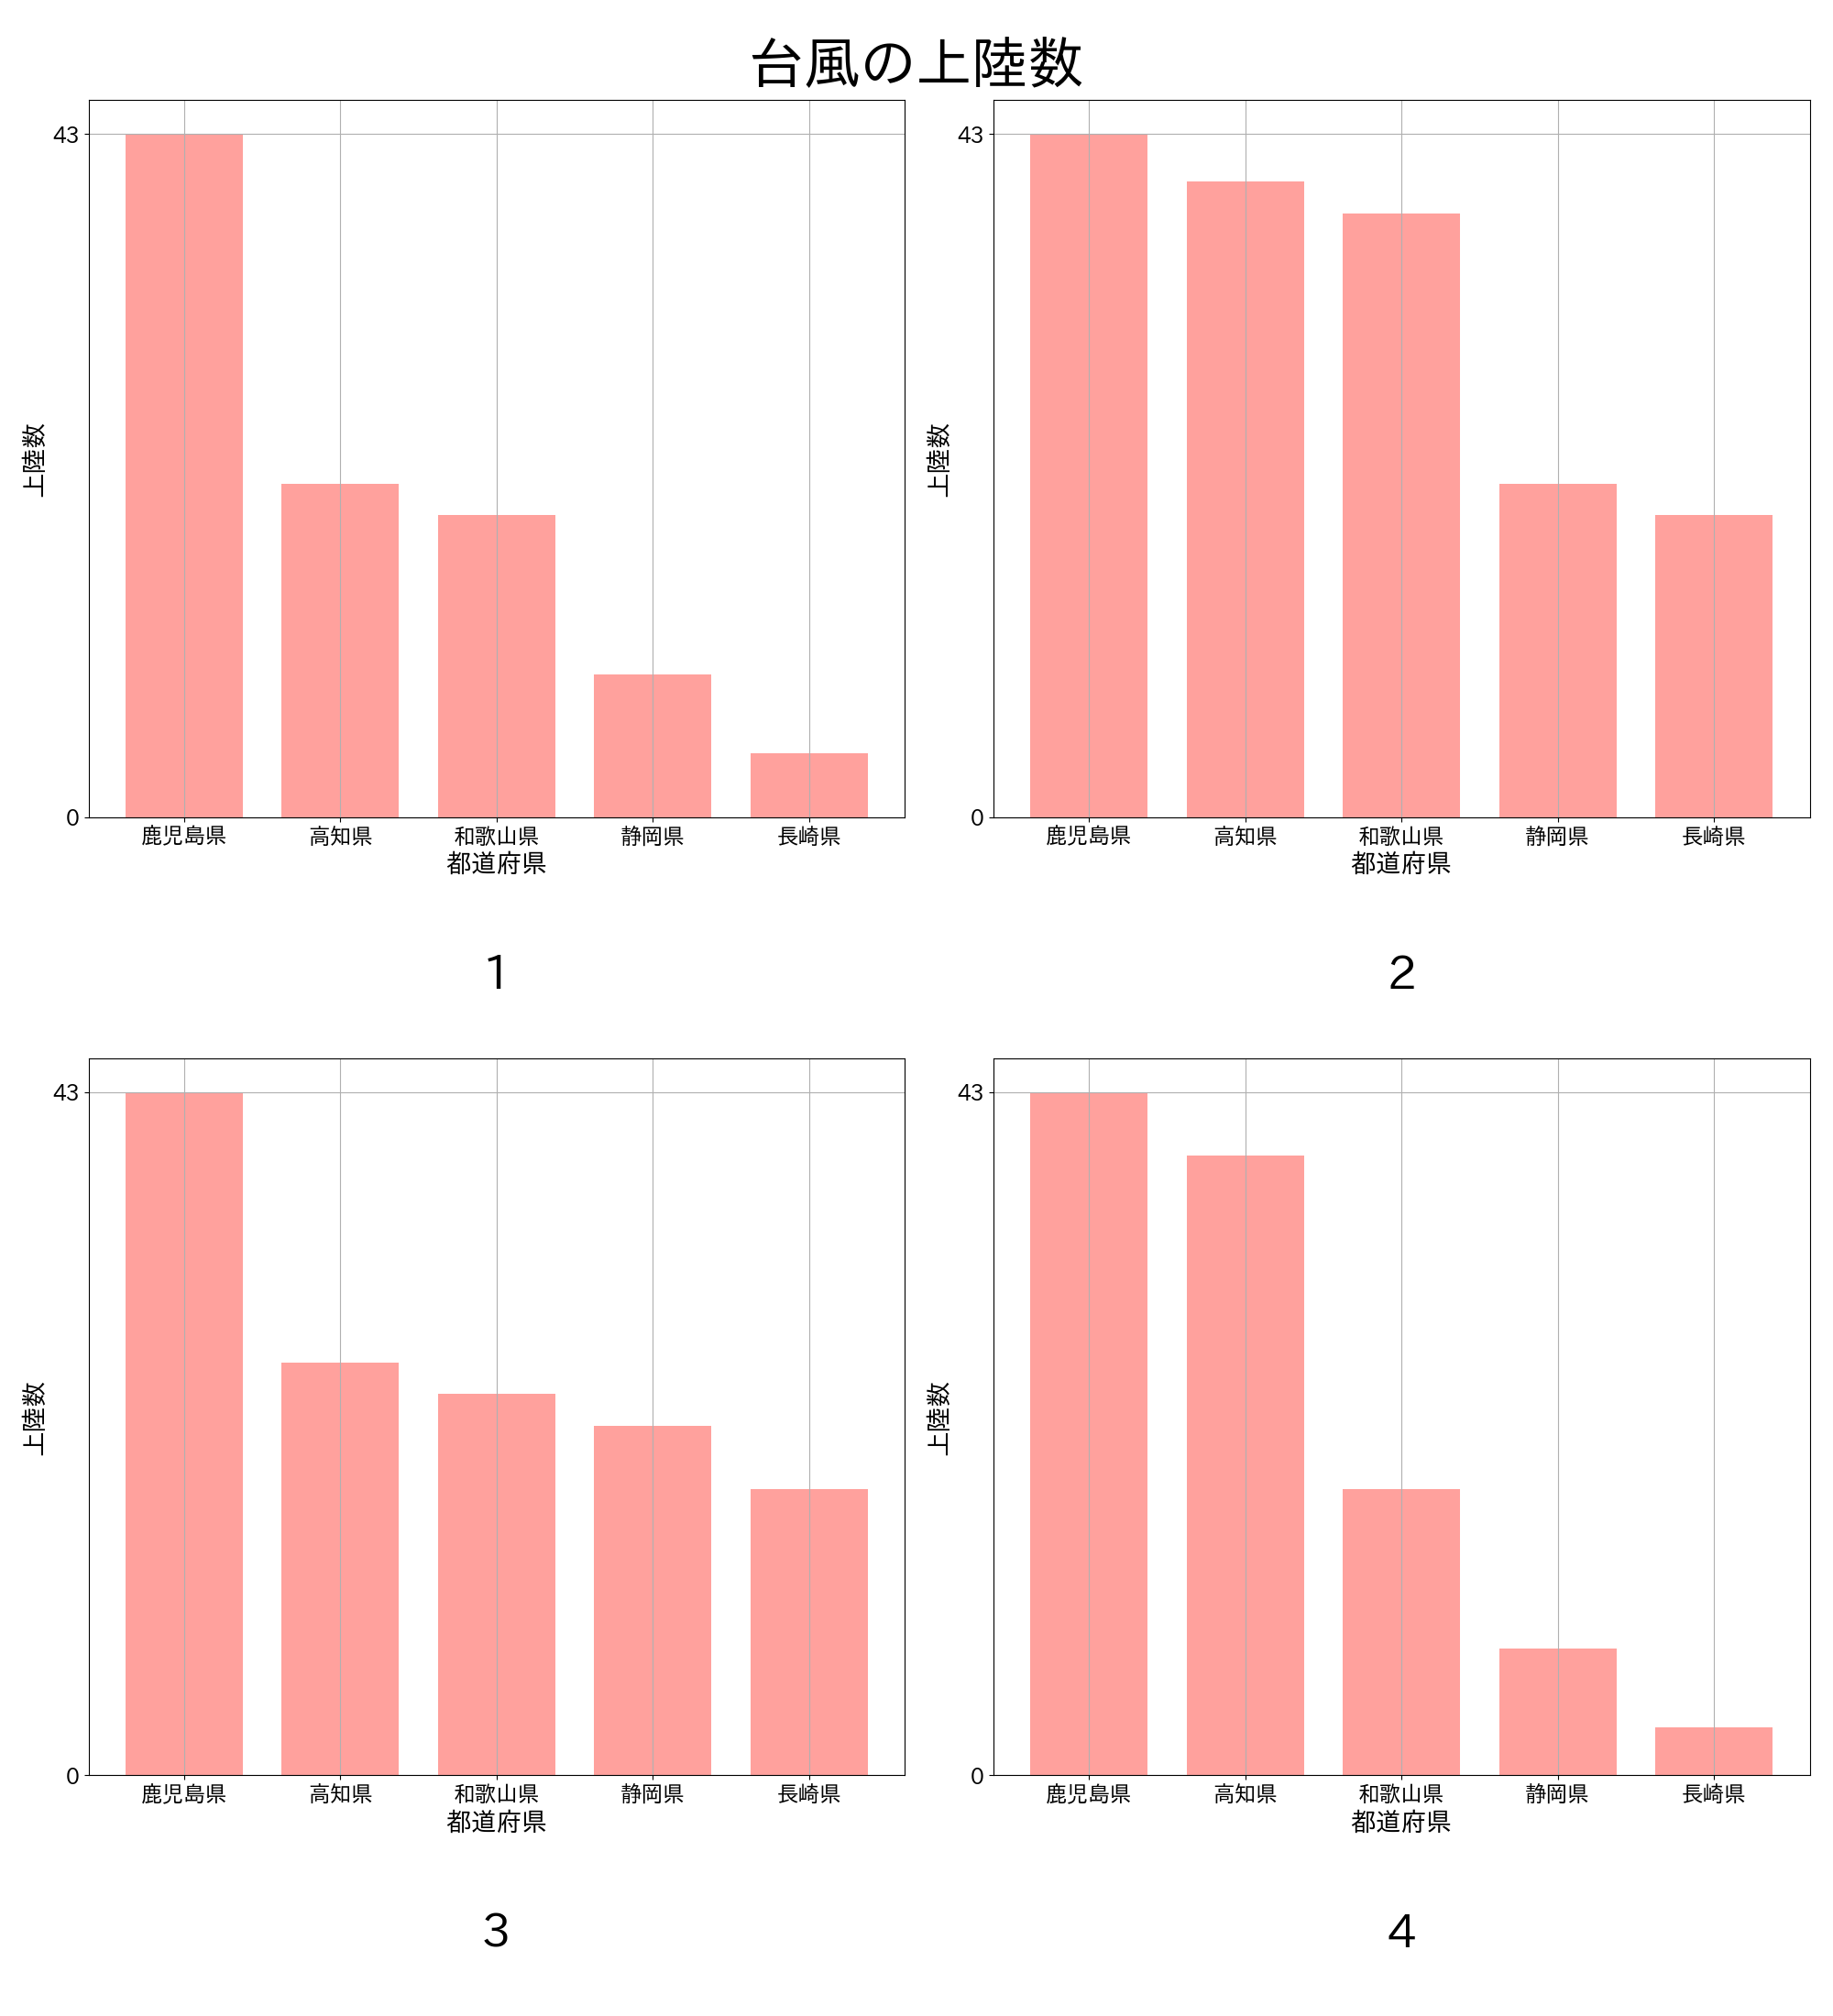 台風の上陸数
43
上陸数
0
鹿児島県 高知県 和歌山県 静岡県 長崎県
都道府県
1
43
上陸数
0
鹿児島県 高知県 和歌山県 静岡県 長崎県
都道府県
2
43
上陸数
0
鹿児島県 高知県 和歌山県 静岡県 長崎県
都道府県
3
43
上陸数
0
鹿児島県 高知県 和歌山県 静岡県 長崎県
都道府県
4